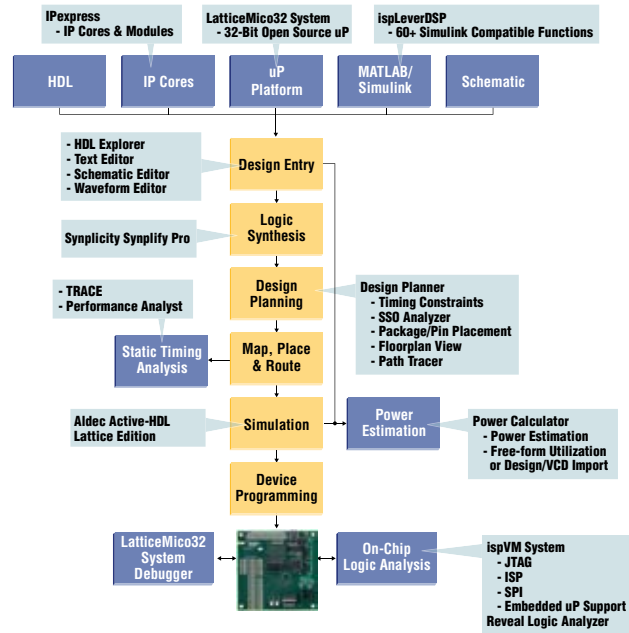 IPexpress
- IP Cores & Modules
LatticeMico32 System
- 32-Bit Open Source uP
ispLeverDSP
- 60+ Simulink Compatible Functions
HDL
IP Cores
uP
Platform
MATLAB/
Simulink
Schematic
- HDL Explorer
- Text Editor
- Schematic Editor
- Waveform Editor
Design Entry
Synplicity Synplify Pro
Logic
Synthesis
Design
Planning
Design Planner
- Timing Constraints
- SSO Analyzer
- Package/Pin Placement
- Floorplan View
- Path Tracer
- TRACE
- Performance Analyst
Static Timing
Analysis
Map, Place
& Route
Aldec Active-HDL
Lattice Edition
Simulation
Power
Estimation
Power Calculator
- Power Estimation
- Free-form Utilization
or Design/VCD Import
Device
Programming
LatticeMico32
System
Debugger
On-Chip
Logic Analysis
ispVM System
- JTAG
- ISP
- SPI
- Embedded uP Support
Reveal Logic Analyzer